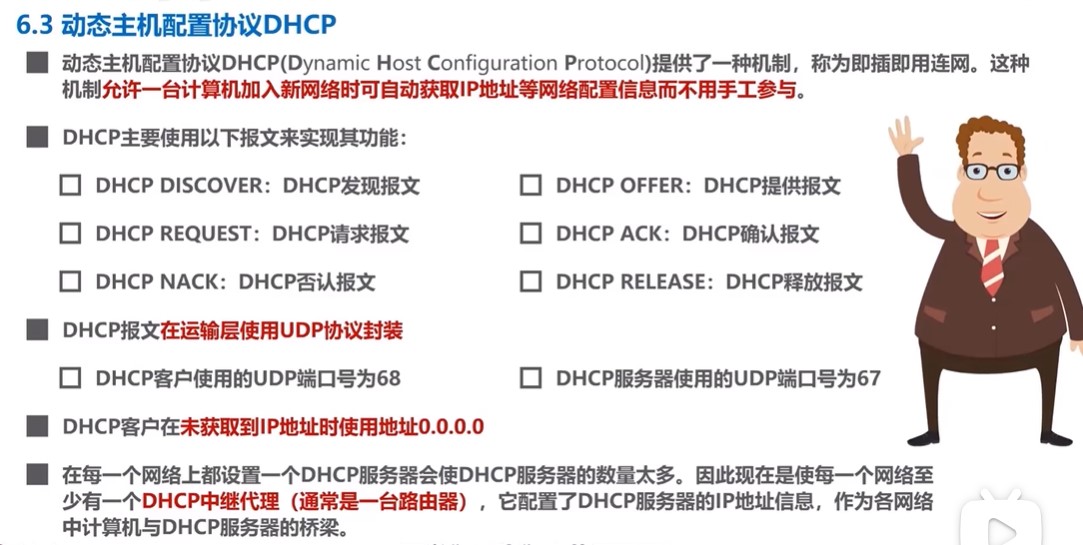 6.3 动态主机配置协议DHCP
动态主机配置协议DHCP(Dynamic Host Configuration Protocol)提供了一种机制，称为即插即用连网。这种
机制允许一台计算机加入新网络时可自动获取IP地址等网络配置信息而不用手工参与。
DHCP主要使用以下报文来实现其功能：
DHCP DISCOVER：DHCP发现报文
DHCP OFFER：DHCP提供报文
DHCP REQUEST：DHCP请求报文
DHCP ACK：DHCP确认报文
DHCP NACK：DHCP否认报文
DHCP RELEASE：DHCP释放报文
DHCP报文在运输层使用UDP协议封装
DHCP客户使用的UDP端口号为68
DHCP服务器使用的UDP端口号为67
DHCP客户在未获取到IP地址时使用地址0.0.0.0
在每一个网络上都设置一个DHCP服务器会使DHCP服务器的数量太多。因此现在是使每一个网络至
少有一个DHCP中继代理（通常是一台路由器），它配置了DHCP服务器的IP地址信息，作为各网络
中计算机与DHCP服务器的桥梁。